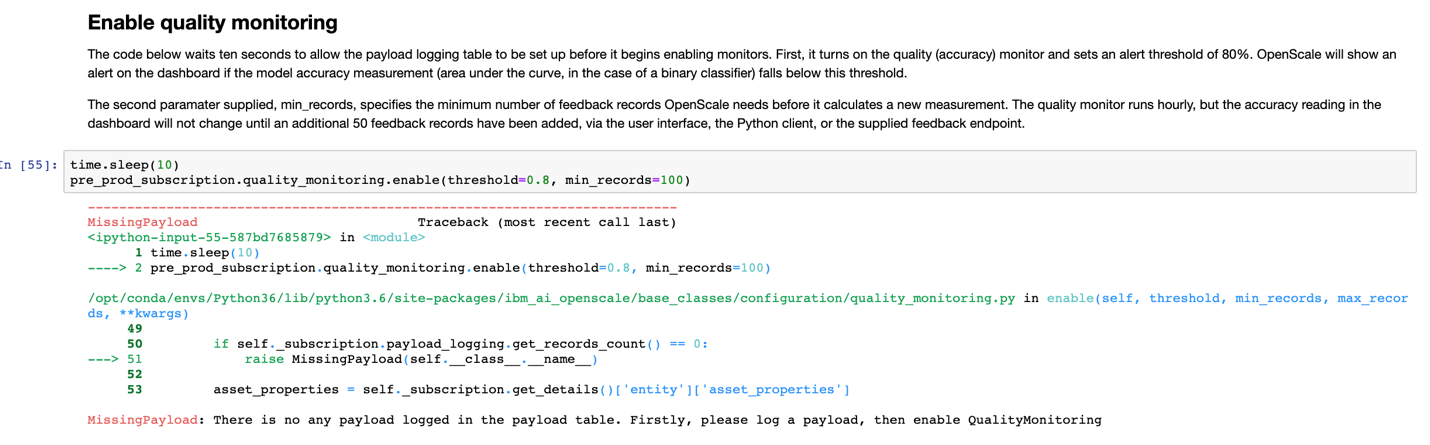 Enable quality monitoring
The code below waits ten seconds to allow the payload logging table to be set up before it begins enabling monitors. First, it turns on the quality (accuracy) monitor and sets an alert threshold of 80%. OpenScale will show an
alert on the dashboard if the model accuracy measurement (area under the curve, in the case of a binary classifier) falls below this threshold.
The second paramater supplied, min_records, specifies the minimum number of feedback records OpenScale needs before it calculates a new measurement. The quality monitor runs hourly, but the accuracy reading in the
dashboard will not change until an additional 50 feedback records have been added, via the user interface, the Python client, or the supplied feedback endpoint.
In [55]: time.sleep(10)
pre_prod_subscription.quality_monitoring.enable(threshold=0.8, min_records=100)
---------------------------------------------------------------------------
MissingPayload                            Traceback (most recent call last)
<ipython-input-55-587bd7685879> in <module>
      1 time.sleep(10)
----> 2 pre_prod_subscription.quality_monitoring.enable(threshold=0.8, min_records=100)
/opt/conda/envs/Python36/lib/python3.6/site-packages/ibm_ai_openscale/base_classes/configuration/quality_monitoring.py in enable(self, threshold, min_records, max_recor
ds, **kwargs)
     49
     50         if self._subscription.payload_logging.get_records_count() == 0:
---> 51             raise MissingPayload(self.__class__.__name__)
     52
     53         asset_properties = self._subscription.get_details()['entity']['asset_properties']
MissingPayload: There is no any payload logged in the payload table. Firstly, please log a payload, then enable QualityMonitoring